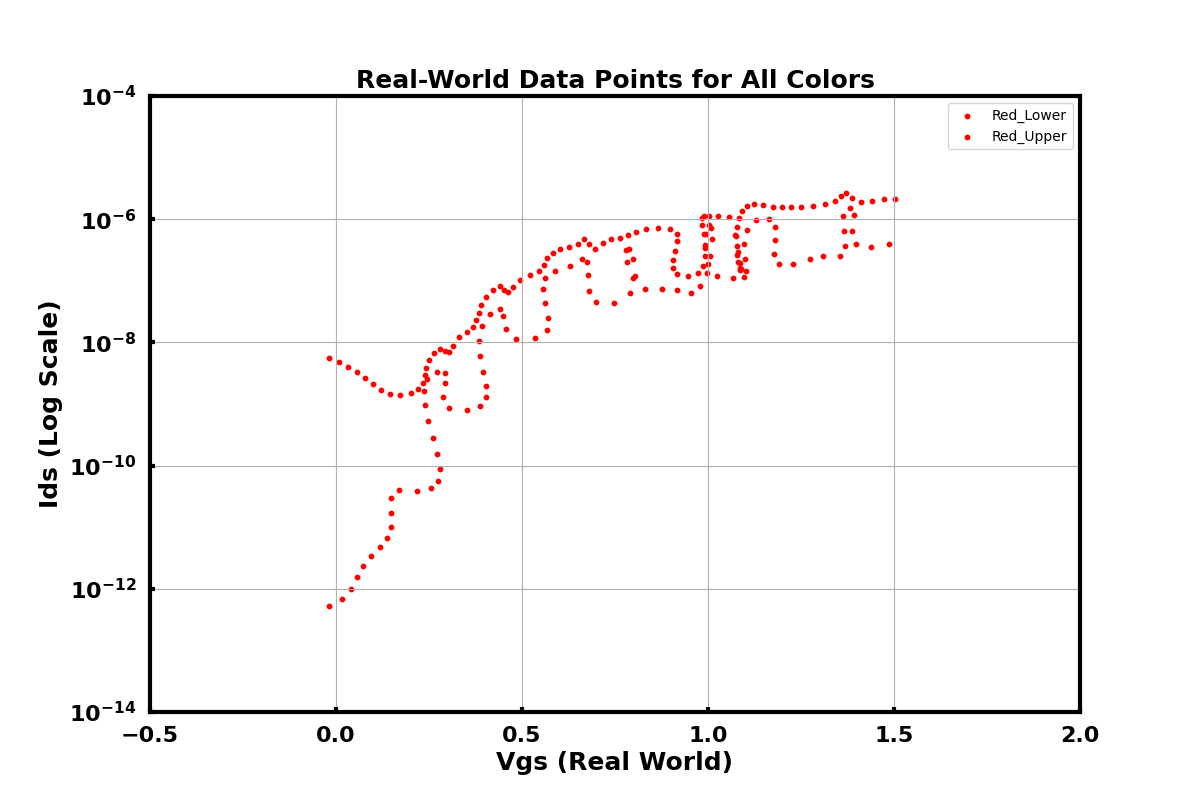 Real-World Data Points for All Colors
Red_Lower
Red_Upper
Ids (Log Scale)
10⁻⁴
10⁻⁶
10⁻⁸
10⁻¹⁰
10⁻¹²
10⁻¹⁴
−0.5 0.0 0.5 1.0 1.5 2.0
Vgs (Real World)